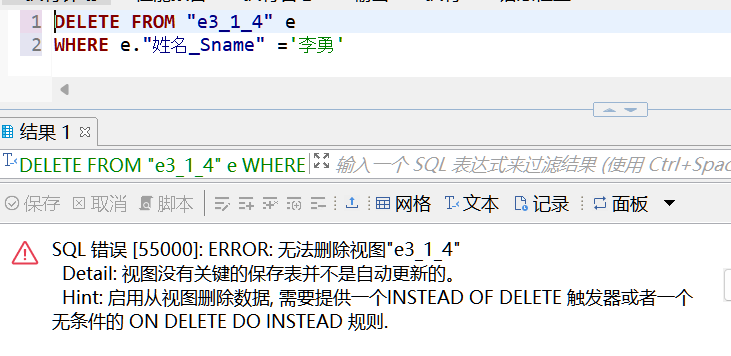 1 DELETE FROM "e3_1_4" e
2 WHERE e."姓名_Sname" ='李勇'
结果 1
DELETE FROM "e3_1_4" e WHERE 输入一个 SQL 表达式来过滤结果 (使用 Ctrl+Spac
保存 取消 脚本 网格 文本 记录 面板
SQL 错误 [55000]: ERROR: 无法删除视图"e3_1_4"
Detail: 视图没有关键的保存表并不是自动更新的。
Hint: 启用从视图删除数据, 需要提供一个INSTEAD OF DELETE 触发器或者一个
无条件的 ON DELETE DO INSTEAD 规则.